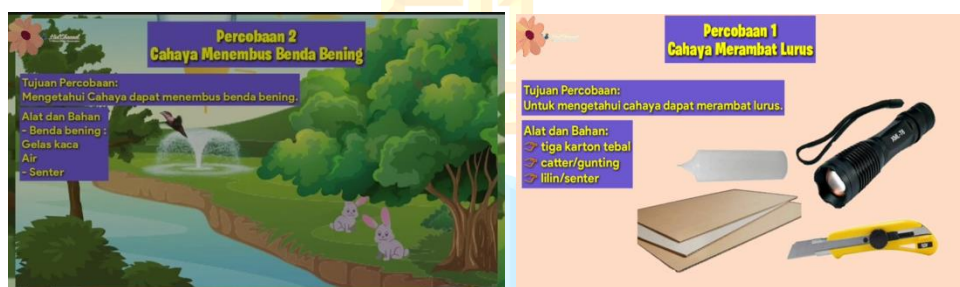 Percobaan 2
Cahaya Menembus Benda Bening
Tujuan Percobaan:
Mengetahui Cahaya dapat menembus benda bening.
Alat dan Bahan
- Benda bening :
Gelas kaca
Air
- Senter
Percobaan 1
Cahaya Merambat Lurus
Tujuan Percobaan:
Untuk mengetahui cahaya dapat merambat lurus.
Alat dan Bahan:
👉 tiga karton tebal
👉 catter/gunting
👉 lilin/senter